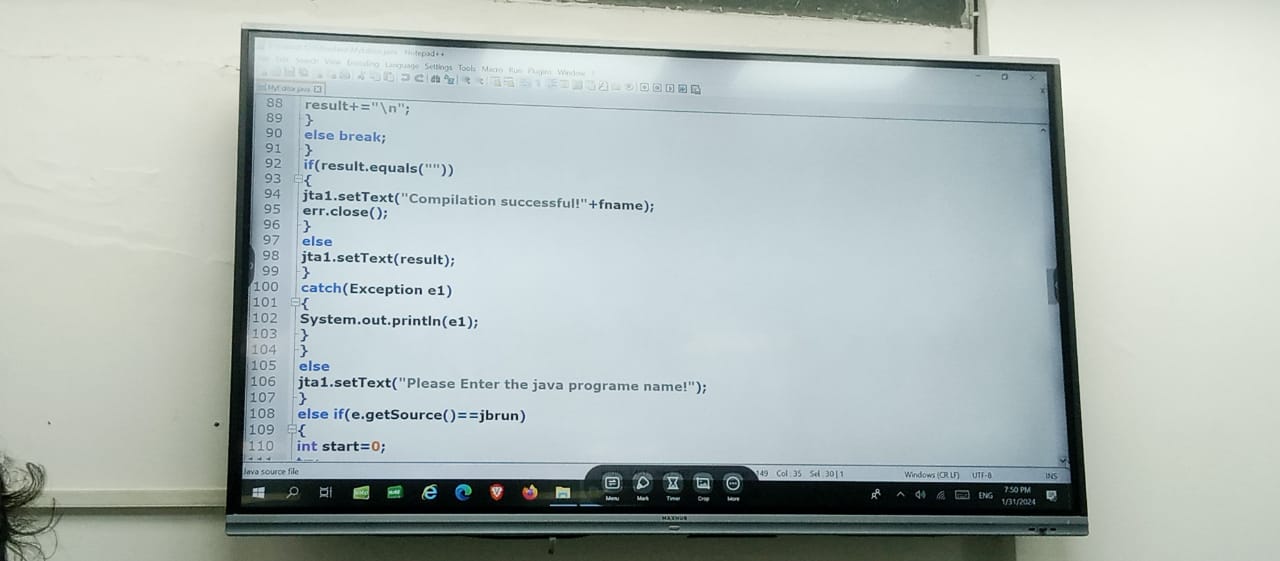 Notepad++
Search View Encoding Language Settings Tools Macro Run Plugins Window ?
MyEditor.java
88 result+="\n";
89 }
90 else break;
91 }
92 if(result.equals(""))
93 {
94 jta1.setText("Compilation successful!"+fname);
95 err.close();
96 }
97 else
98 jta1.setText(result);
99 }
100 catch(Exception e1)
101 {
102 System.out.println(e1);
103 }
104 }
105 else
106 jta1.setText("Please Enter the java programe name!");
107 }
108 else if(e.getSource()==jbrun)
109 {
110 int start=0;
Java source file
149 Col : 35 Sel : 30 | 1
Windows (CR LF) UTF-8 INS
Menu Mark Timer Crop More
ENG
7:50 PM
1/31/2024
MAXHUB